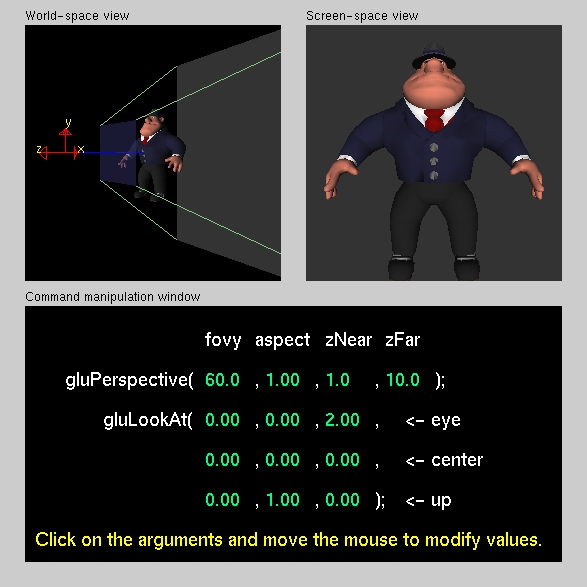 World-space view
Screen-space view
y
z x
Command manipulation window
fovy aspect zNear zFar
gluPerspective( 60.0 , 1.00 , 1.0 , 10.0 );
gluLookAt( 0.00 , 0.00 , 2.00 , <- eye
0.00 , 0.00 , 0.00 , <- center
0.00 , 1.00 , 0.00 ); <- up
Click on the arguments and move the mouse to modify values.